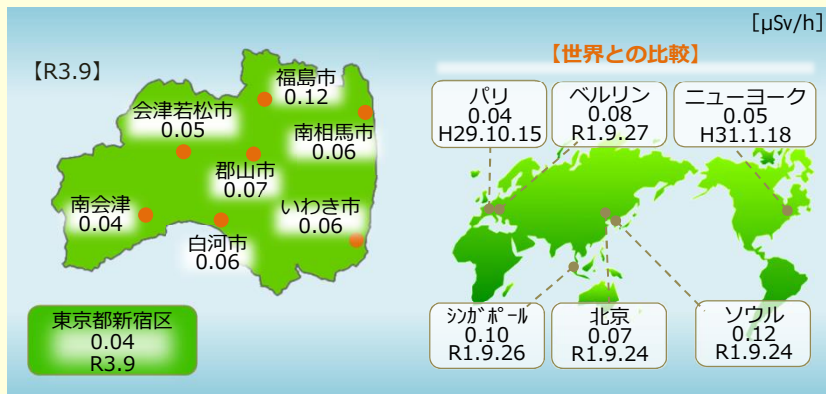 [μSv/h]
【R3.9】
福島市
0.12
会津若松市
0.05
南相馬市
0.06
郡山市
0.07
南会津
0.04
いわき市
0.06
白河市
0.06
東京都新宿区
0.04
R3.9
【世界との比較】
パリ
0.04
H29.10.15
ベルリン
0.08
R1.9.27
ニューヨーク
0.05
H31.1.18
ｼﾝｶﾞﾎﾟｰﾙ
0.10
R1.9.26
北京
0.07
R1.9.24
ソウル
0.12
R1.9.24